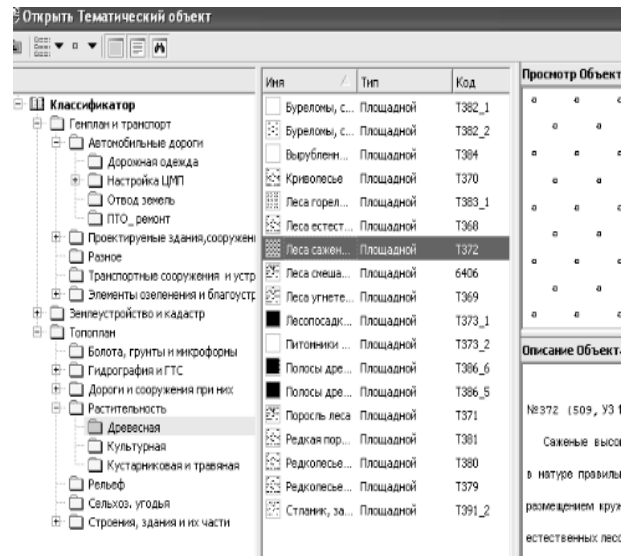 Открыть Тематический объект
Классификатор
Генплан и транспорт
Автомобильные дороги
Дорожная одежда
Настройка ЦМП
Отвод земель
ПТО_ремонт
Проектируемые здания,сооружени
Разное
Транспортные сооружения и устр
Элементы озеленения и благоустр
Землеустройство и кадастр
Топоплан
Болота, грунты и микроформы
Гидрография и ГТС
Дороги и сооружения при них
Растительность
Древесная
Культурная
Кустарниковая и травяная
Рельеф
Сельхоз. угодья
Строения, здания и их части
Имя Тип Код
Буреломы, с... Площадной T382_1
Буреломы, с... Площадной T382_2
Вырубленн... Площадной T384
Криволесье Площадной T370
Леса горел... Площадной T383_1
Леса естест... Площадной T368
Леса сажен... Площадной T372
Леса смеша... Площадной 6406
Леса угнете... Площадной T369
Лесопосадк... Площадной T373_1
Питомники ... Площадной T373_2
Полосы дре... Площадной T386_6
Полосы дре... Площадной T386_5
Поросль леса Площадной T371
Редкая пор... Площадной T381
Редколесье... Площадной T380
Редколесье... Площадной T379
Стланик, за... Площадной T391_2
Просмотр Объект
Описание Объект
№372 (509, УЗ
Саженые высо
в натуре правиль
размещением круж
естественных лесо